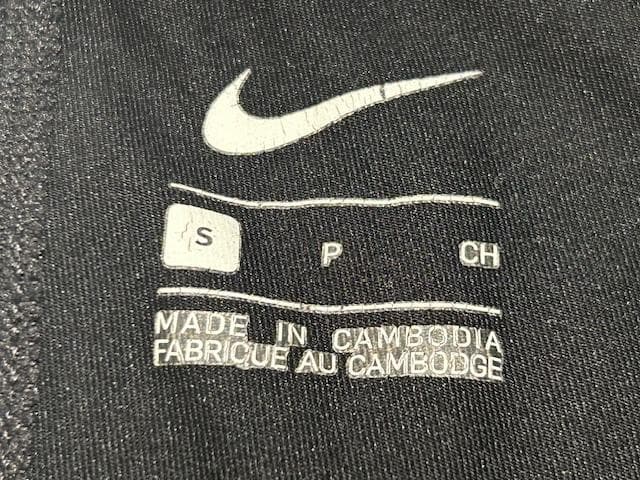 S P CH
MADE IN CAMBODIA
FABRIQUE AU CAMBODGE